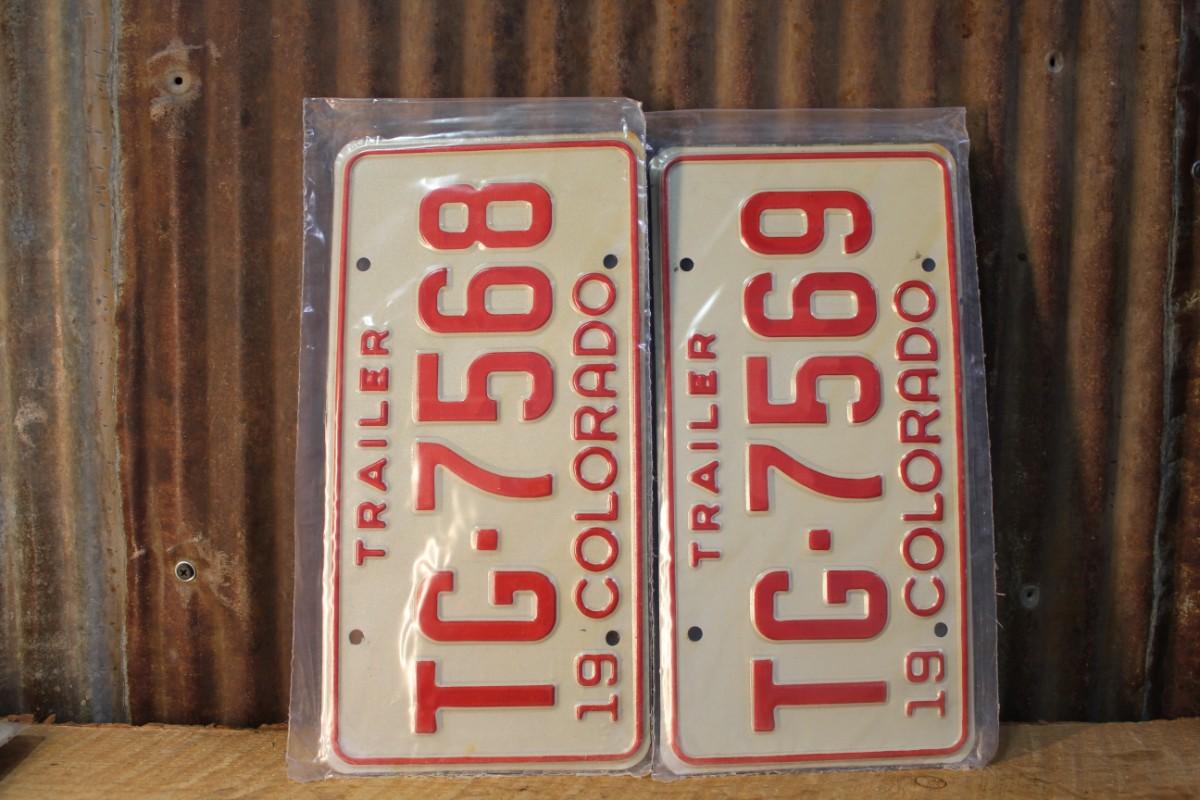 TRAILER
TG·7568
19 COLORADO
TRAILER
TG·7569
19 COLORADO